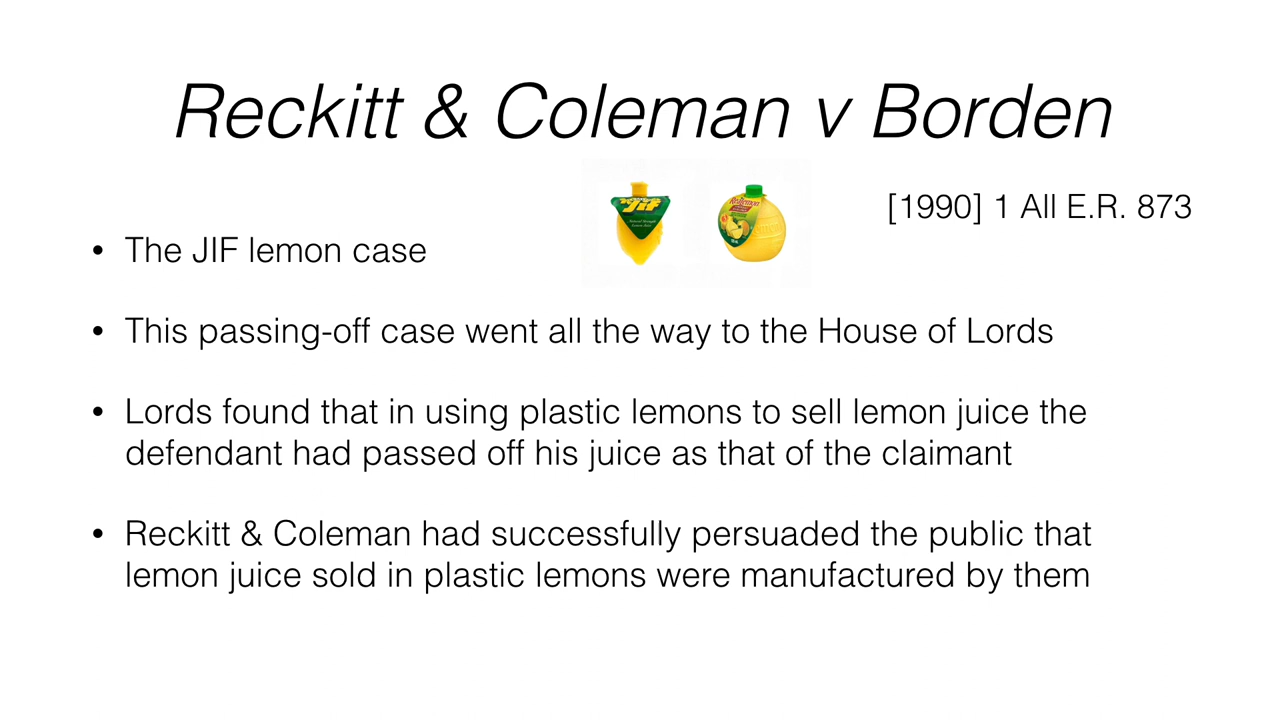 Reckitt & Coleman v Borden
[1990] 1 All E.R. 873
Jif
ReaLemon
• The JIF lemon case
• This passing-off case went all the way to the House of Lords
• Lords found that in using plastic lemons to sell lemon juice the
defendant had passed off his juice as that of the claimant
• Reckitt & Coleman had successfully persuaded the public that
lemon juice sold in plastic lemons were manufactured by them